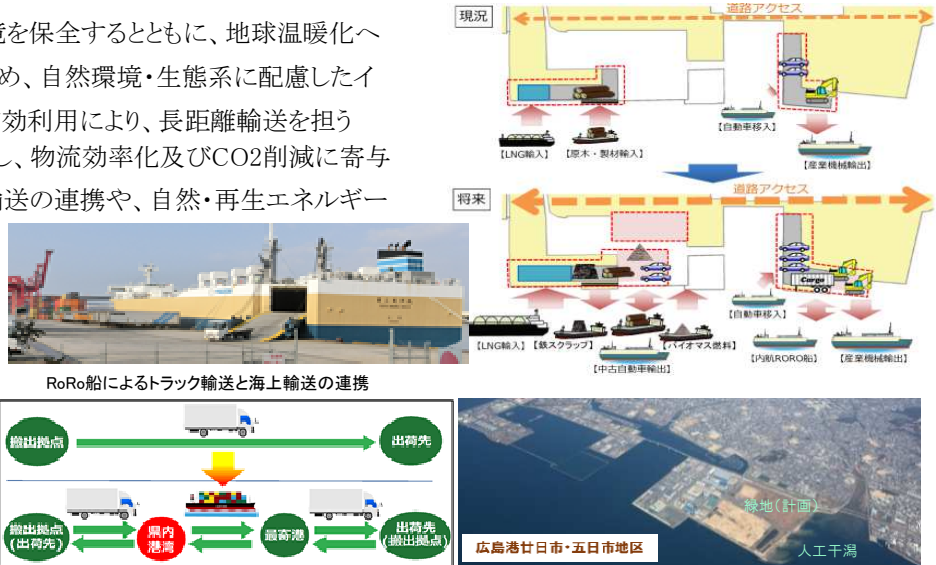 竟を保全するとともに、地球温暖化へ
め、自然環境・生態系に配慮したイ
効利用により、長距離輸送を担う
し、物流効率化及びCO2削減に寄与
輸送の連携や、自然・再生エネルギー
現況
道路アクセス
【LNG輸入】
【原木・製材輸入】
【自動車移入】
【産業機械輸出】
将来
道路アクセス
Cargo
【LNG輸入】
【鉄スクラップ】
【中古自動車輸出】
【バイオマス燃料】
【自動車移入】
【内航RORO船】
【産業機械輸出】
RoRo船によるトラック輸送と海上輸送の連携
搬出拠点
出荷先
搬出拠点
(出荷先)
県内
港湾
最寄港
出荷先
(搬出拠点)
緑地(計画)
人工干潟
広島港廿日市・五日市地区